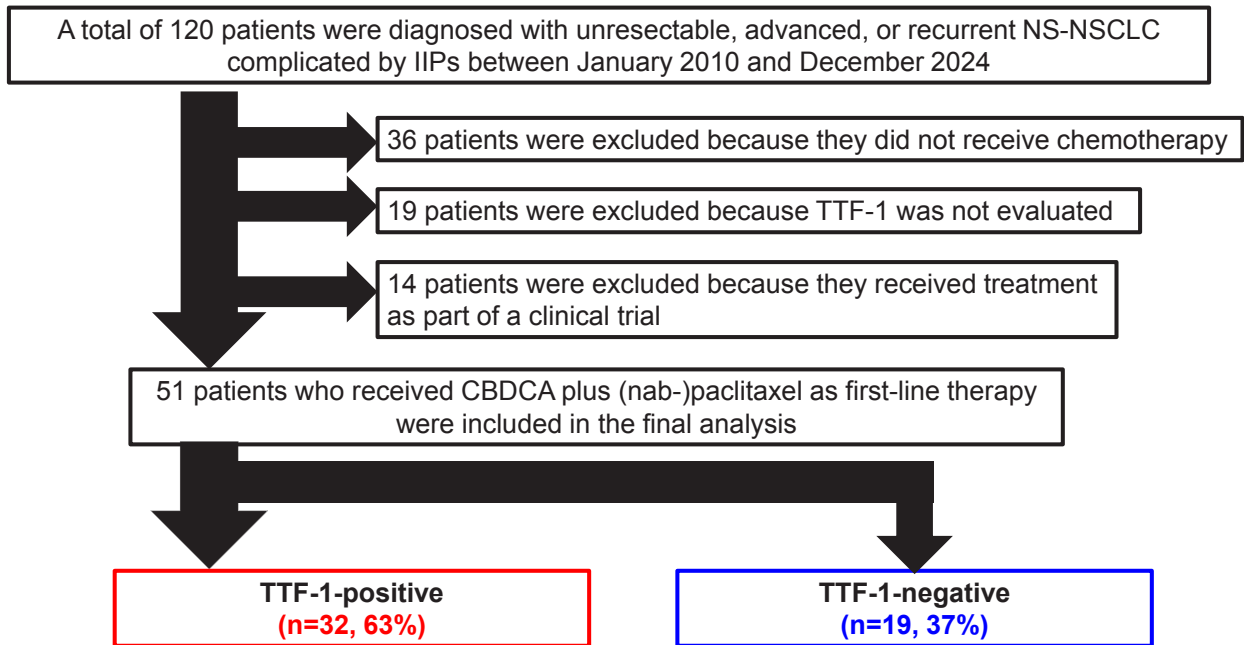 A total of 120 patients were diagnosed with unresectable, advanced, or recurrent NS-NSCLC
complicated by IIPs between January 2010 and December 2024
36 patients were excluded because they did not receive chemotherapy
19 patients were excluded because TTF-1 was not evaluated
14 patients were excluded because they received treatment
as part of a clinical trial
51 patients who received CBDCA plus (nab-)paclitaxel as first-line therapy
were included in the final analysis
TTF-1-positive
(n=32, 63%)
TTF-1-negative
(n=19, 37%)